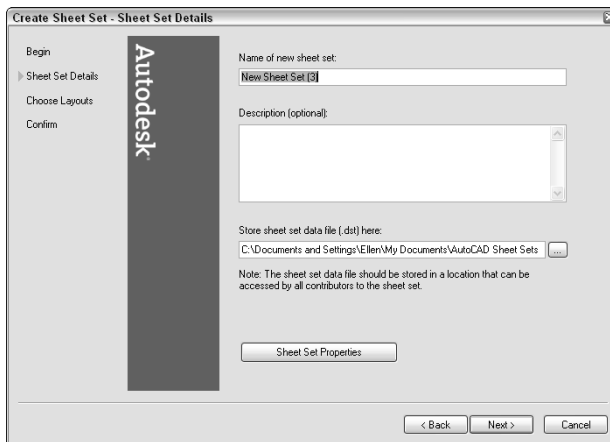 Create Sheet Set - Sheet Set Details
Begin
Sheet Set Details
Choose Layouts
Confirm
Autodesk
Name of new sheet set:
New Sheet Set (3)
Description (optional):
Store sheet set data file (.dst) here:
C:\Documents and Settings\Ellen\My Documents\AutoCAD Sheet Sets
...
Note: The sheet set data file should be stored in a location that can be
accessed by all contributors to the sheet set.
Sheet Set Properties
< Back
Next >
Cancel